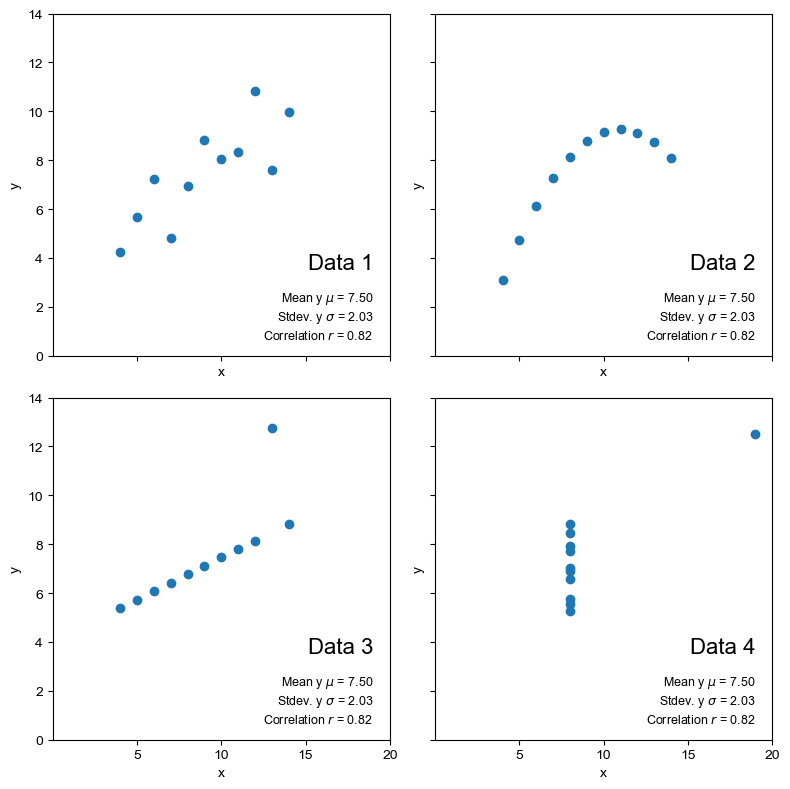 14
12
10
8
6
4
2
0
y
Data 1
Mean y μ = 7.50
Stdev. y σ = 2.03
Correlation r = 0.82
x
y
Data 2
Mean y μ = 7.50
Stdev. y σ = 2.03
Correlation r = 0.82
x
14
12
10
8
6
4
2
0
y
Data 3
Mean y μ = 7.50
Stdev. y σ = 2.03
Correlation r = 0.82
5 10 15 20
x
y
Data 4
Mean y μ = 7.50
Stdev. y σ = 2.03
Correlation r = 0.82
5 10 15 20
x